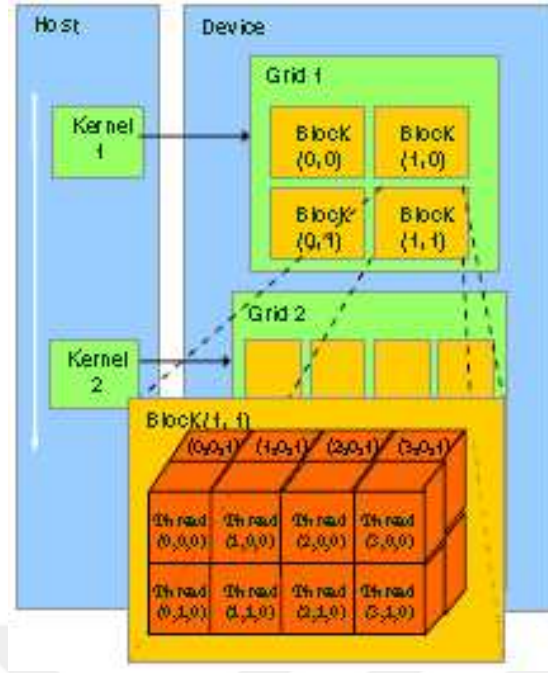 Host
Device
Grid 1
Kernel
1
Block
(0,0)
Block
(1,0)
Block
(0,1)
Block
(1,1)
Grid 2
Kernel
2
Block(1, 1)
(0,0,1)
(1,0,1)
(2,0,1)
(3,0,1)
Thread
(0,0,0)
Thread
(1,0,0)
Thread
(2,0,0)
Thread
(3,0,0)
Thread
(0,1,0)
Thread
(1,1,0)
Thread
(2,1,0)
Thread
(3,1,0)